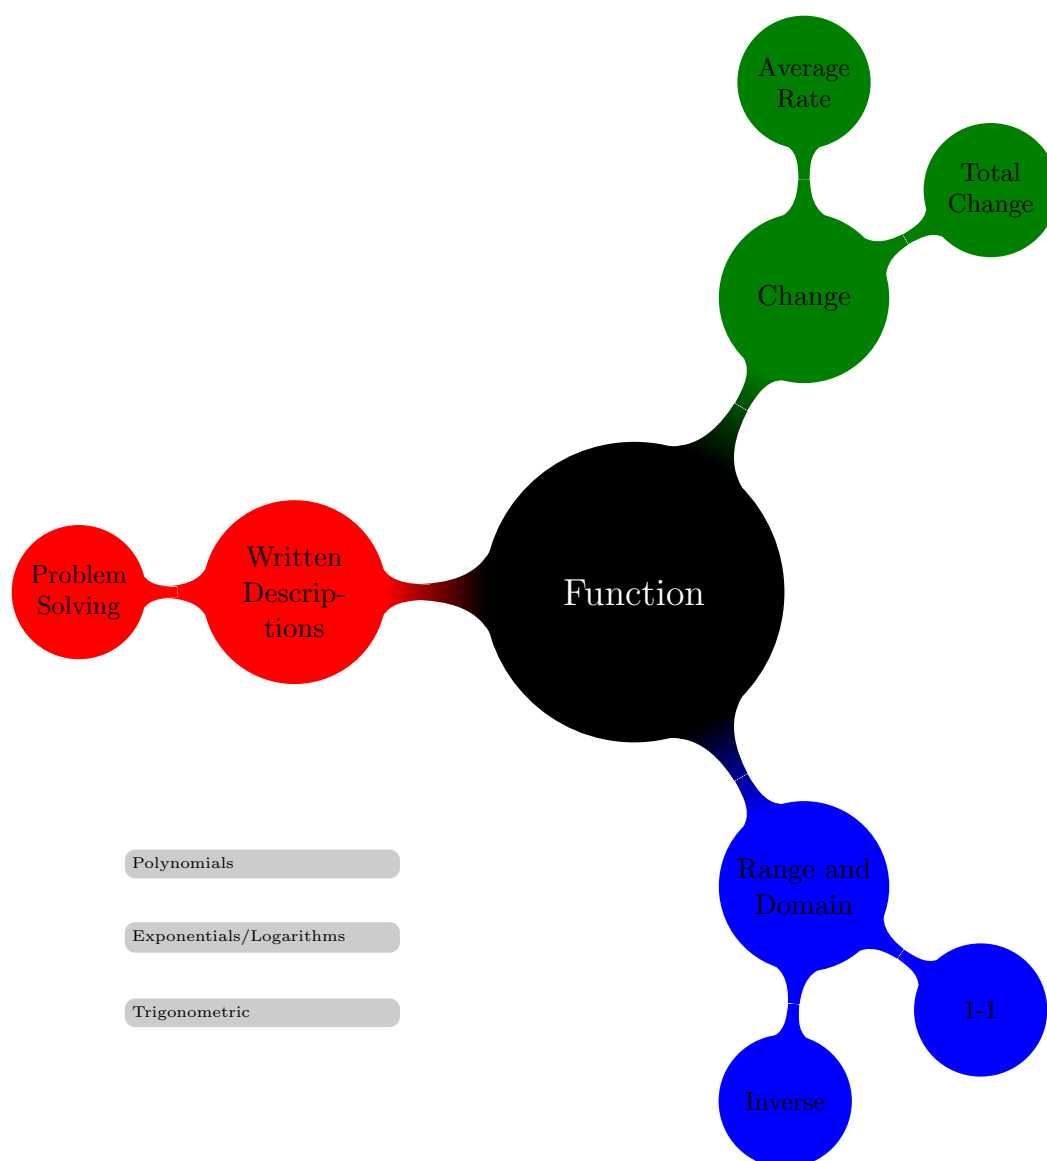 Average
Rate
Total
Change
Change
Written
Descrip-
tions
Problem
Solving
Function
Polynomials
Exponentials/Logarithms
Trigonometric
Range and
Domain
1-1
Inverse